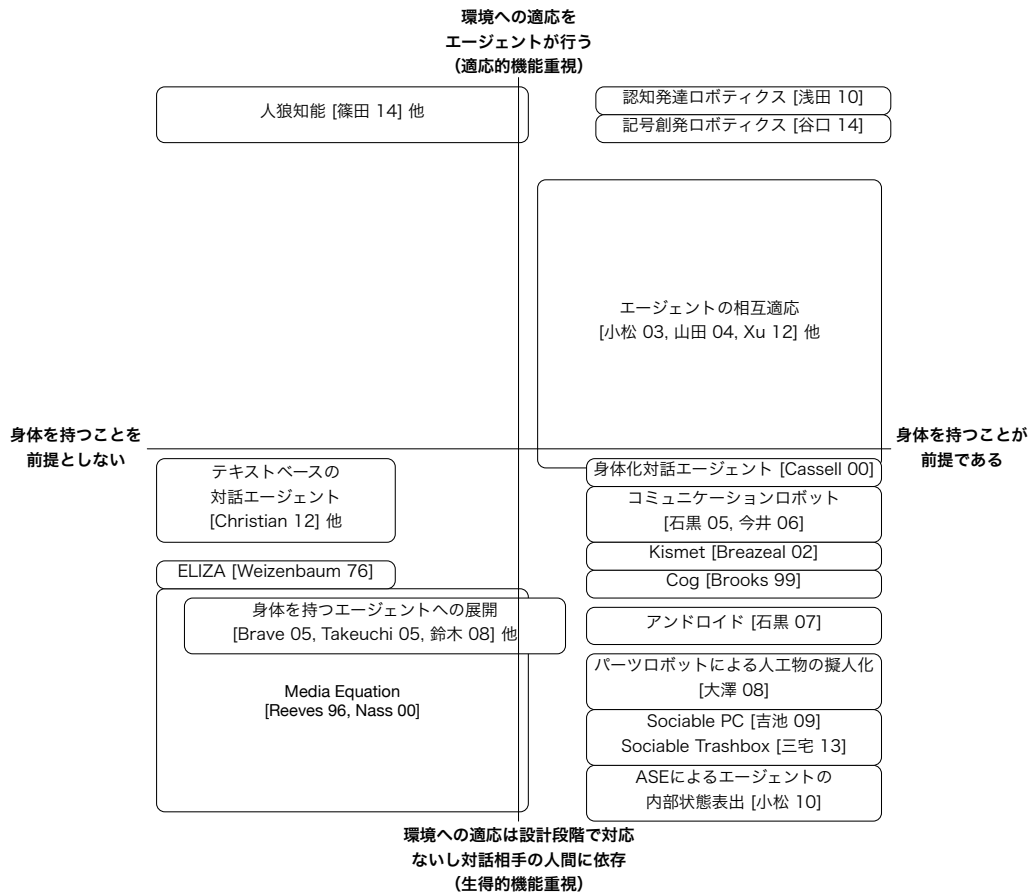 環境への適応を
エージェントが行う
（適応的機能重視）
人狼知能 [篠田 14] 他
認知発達ロボティクス [浅田 10]
記号創発ロボティクス [谷口 14]
エージェントの相互適応
[小松 03, 山田 04, Xu 12] 他
身体を持つことを
前提としない
身体を持つことが
前提である
テキストベースの
対話エージェント
[Christian 12] 他
身体化対話エージェント [Cassell 00]
コミュニケーションロボット
[石黒 05, 今井 06]
Kismet [Breazeal 02]
ELIZA [Weizenbaum 76]
Cog [Brooks 99]
身体を持つエージェントへの展開
[Brave 05, Takeuchi 05, 鈴木 08] 他
アンドロイド [石黒 07]
Media Equation
[Reeves 96, Nass 00]
パーツロボットによる人工物の擬人化
[大澤 08]
Sociable PC [吉池 09]
Sociable Trashbox [三宅 13]
ASEによるエージェントの
内部状態表出 [小松 10]
環境への適応は設計段階で対応
ないし対話相手の人間に依存
（生得的機能重視）